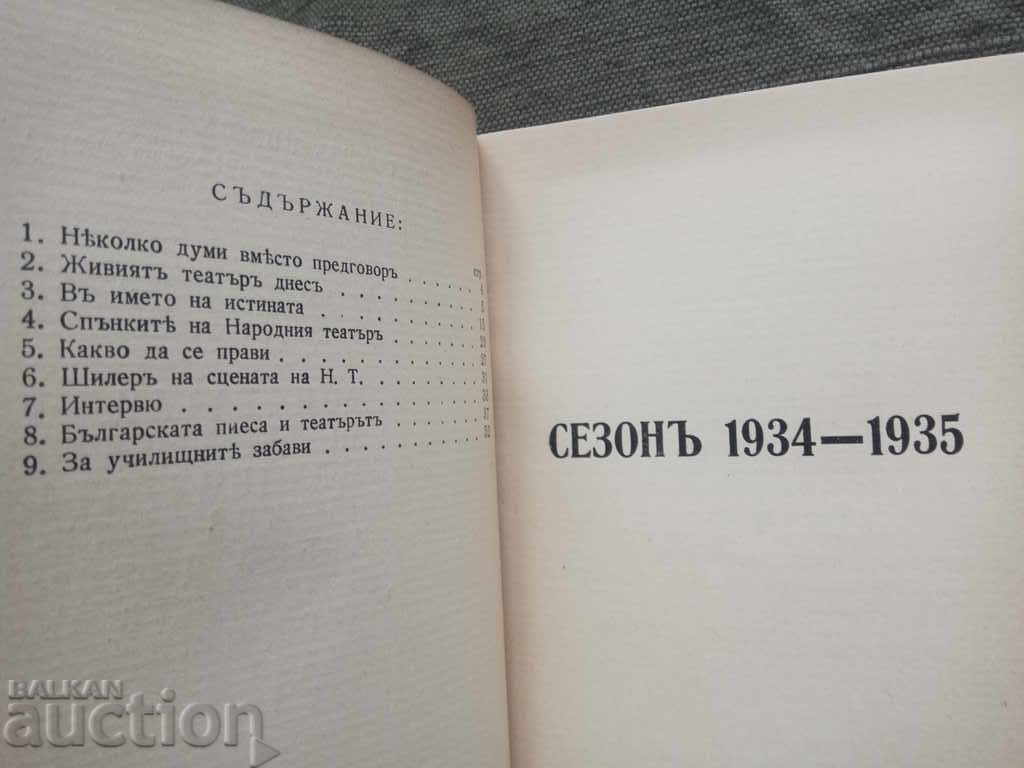 СЪДЪРЖАНИЕ:
стр.
1. Нѣколко думи вмѣсто предговоръ
2. Живиятъ театъръ днесъ
3. Въ името на истината
4. Спънкитѣ на Народния театъръ
5. Какво да се прави
6. Шилеръ на сцената на Н. Т.
7. Интервю
8. Българската пиеса и театърътъ
9. За училищнитѣ забави
СЕЗОНЪ 1934—1935
BALKAN
auction